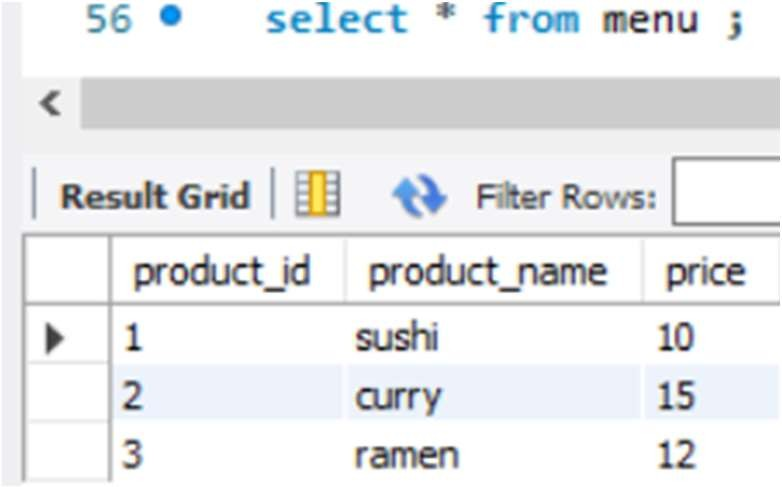 56 select * from menu ;
Result Grid Filter Rows:
product_id product_name price
1 sushi 10
2 curry 15
3 ramen 12